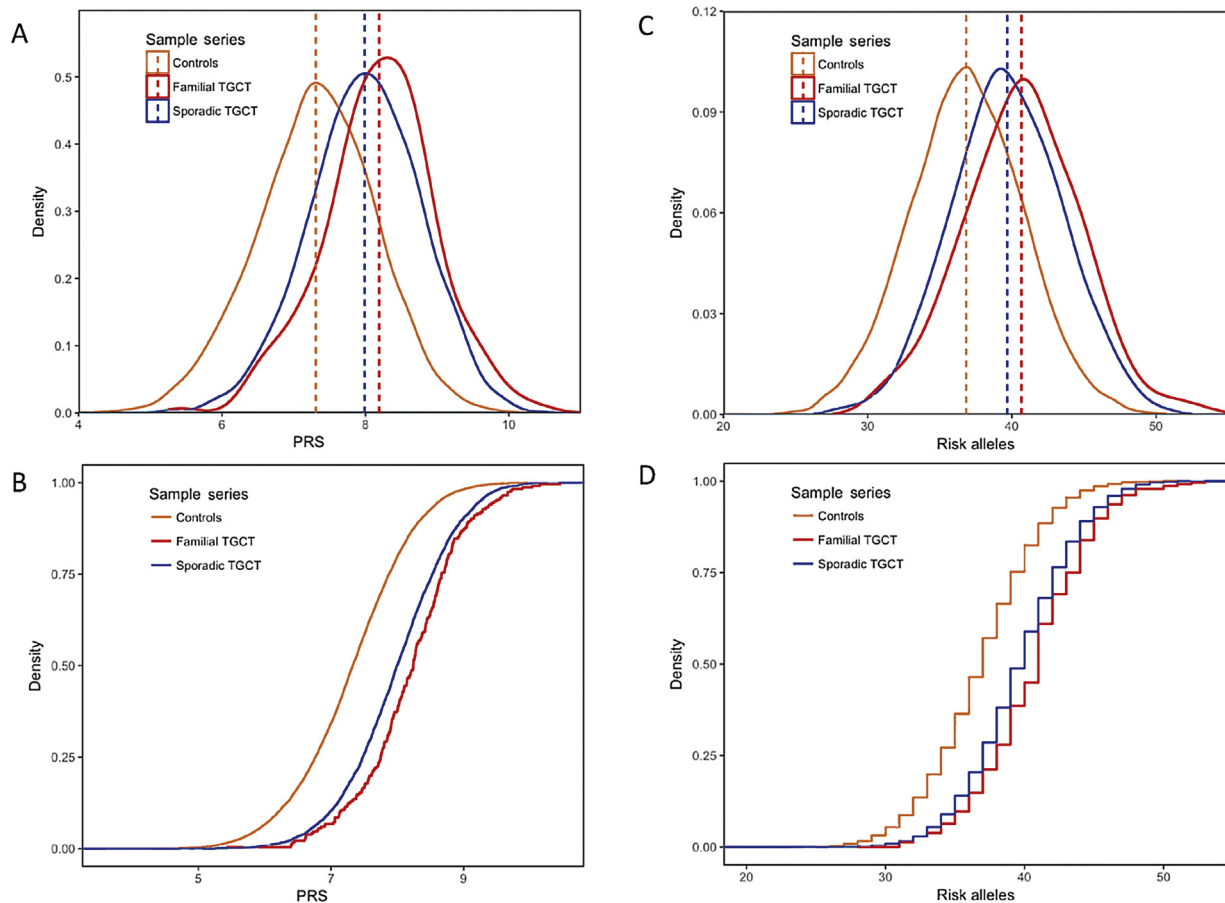 A
Sample series
Controls
Familial TGCT
Sporadic TGCT
Density
0.5
0.4
0.3
0.2
0.1
0.0
4 6 8 10
PRS
C
Sample series
Controls
Familial TGCT
Sporadic TGCT
Density
0.12
0.09
0.06
0.03
0.00
20 30 40 50
Risk alleles
B
Sample series
Controls
Familial TGCT
Sporadic TGCT
Density
1.00
0.75
0.50
0.25
0.00
5 7 9
PRS
D
Sample series
Controls
Familial TGCT
Sporadic TGCT
Density
1.00
0.75
0.50
0.25
0.00
20 30 40 50
Risk alleles